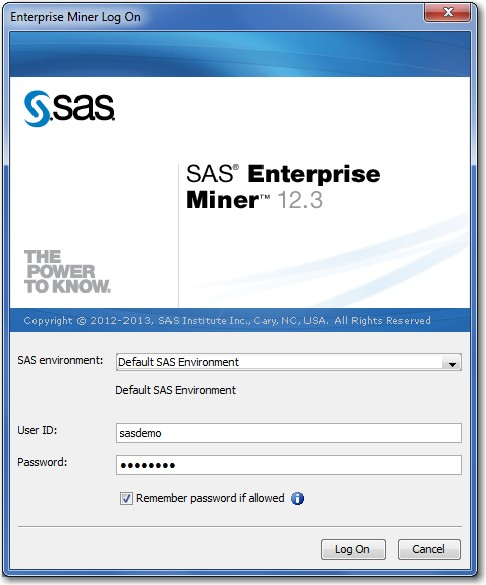 Enterprise Miner Log On
sas
SAS® Enterprise
Miner™ 12.3
THE
POWER
TO KNOW.
Copyright © 2012-2013, SAS Institute Inc., Cary, NC, USA. All Rights Reserved
SAS environment:
Default SAS Environment
Default SAS Environment
User ID:
sasdemo
Password:
••••••••
Remember password if allowed
Log On
Cancel